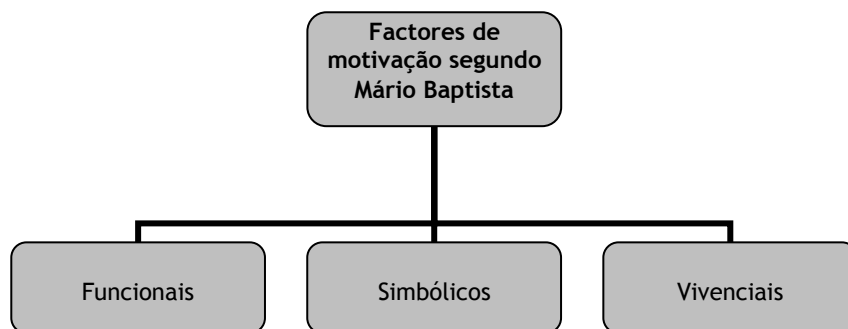 Factores de
motivação segundo
Mário Baptista
Funcionais
Simbólicos
Vivenciais